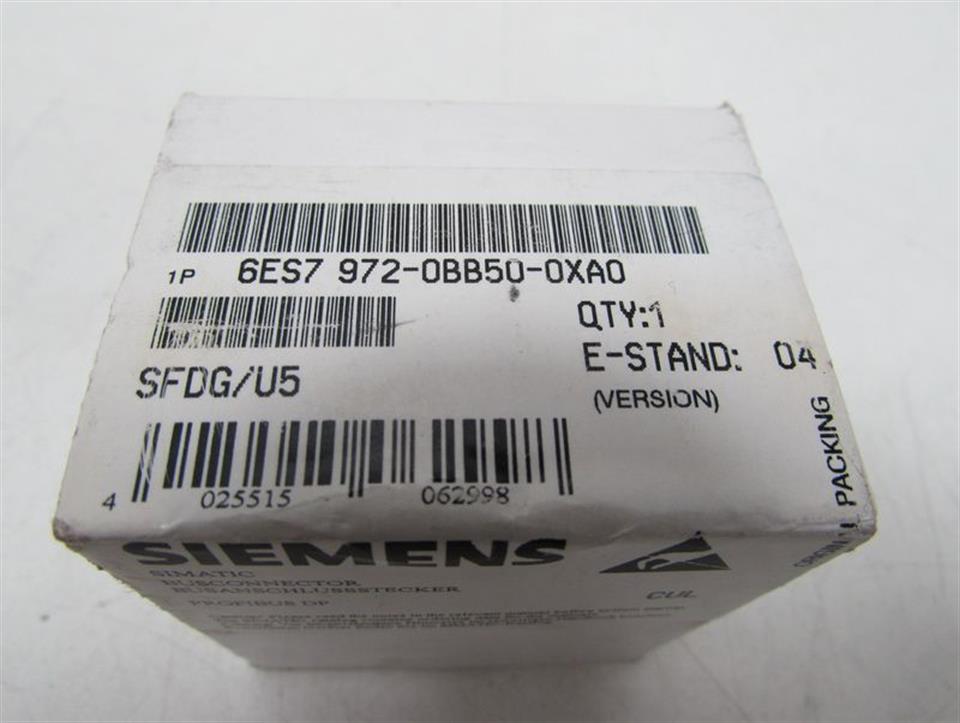 1P 6ES7 972-0BB50-0XA0
QTY:1
E-STAND: 04
(VERSION)
SFDG/U5
4 025515 062998
PACKING
SIEMENS
SIMATIC
BUSCONNECTOR
BUSANSCHLUSSSTECKER
PROFIBUS DP
CUL